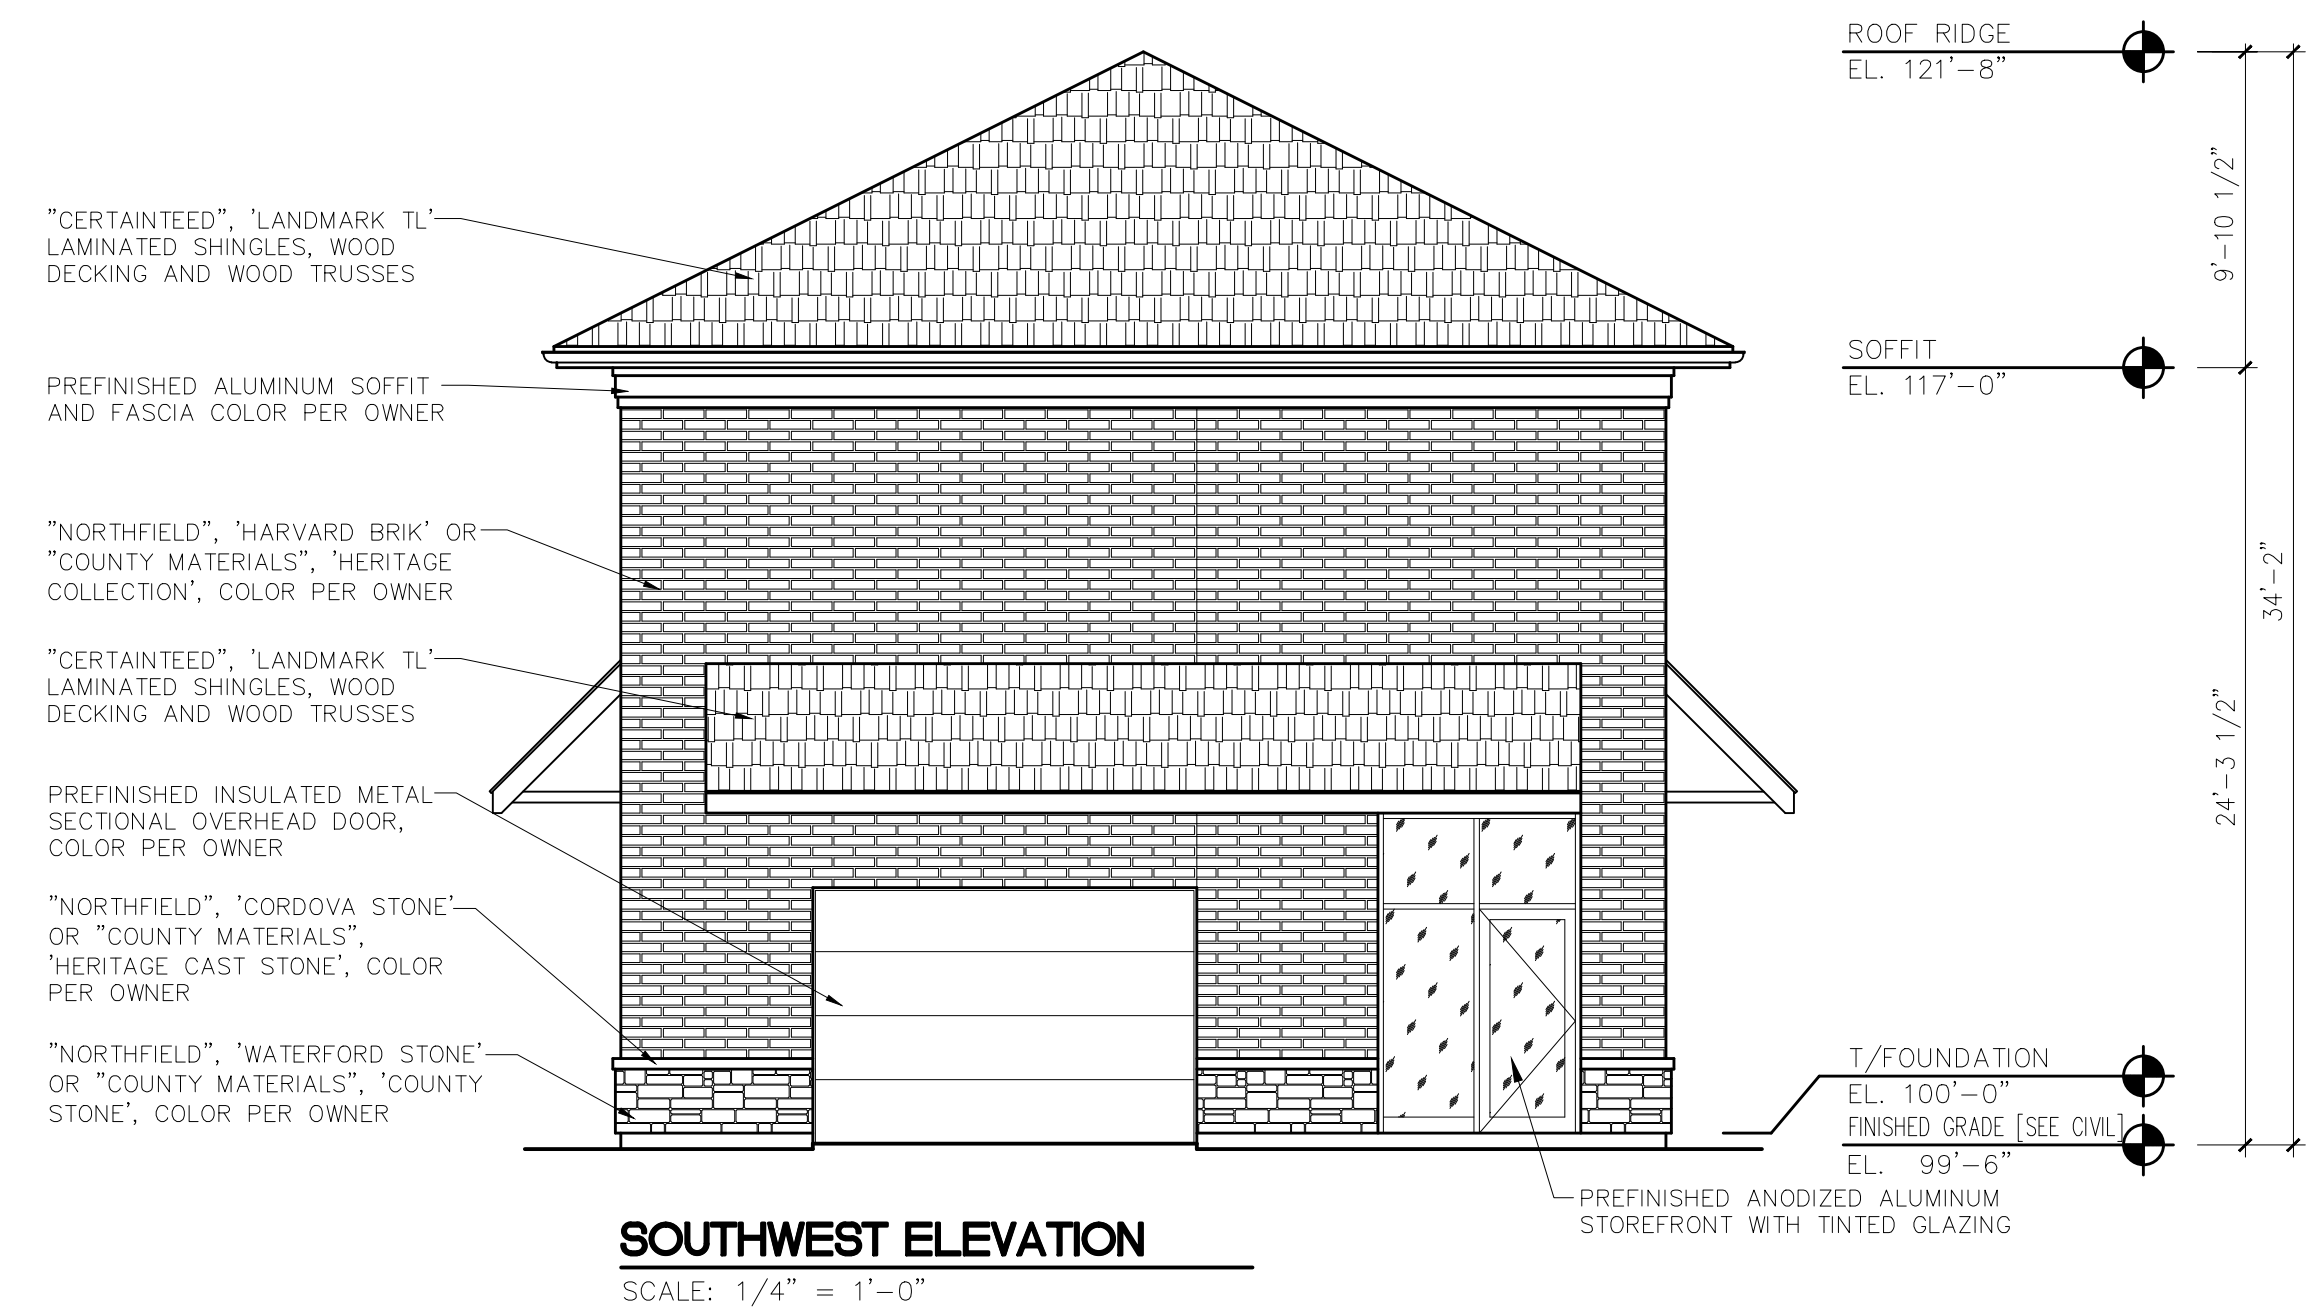 ROOF RIDGE
EL. 121'-8"
9'-10 1/2"
"CERTAINTEED", 'LANDMARK TL'
LAMINATED SHINGLES, WOOD
DECKING AND WOOD TRUSSES
SOFFIT
EL. 117'-0"
PREFINISHED ALUMINUM SOFFIT
AND FASCIA COLOR PER OWNER
"NORTHFIELD", 'HARVARD BRIK' OR
"COUNTY MATERIALS", 'HERITAGE
COLLECTION', COLOR PER OWNER
34'-2"
"CERTAINTEED", 'LANDMARK TL'
LAMINATED SHINGLES, WOOD
DECKING AND WOOD TRUSSES
24'-3 1/2"
PREFINISHED INSULATED METAL
SECTIONAL OVERHEAD DOOR,
COLOR PER OWNER
"NORTHFIELD", 'CORDOVA STONE'
OR "COUNTY MATERIALS",
'HERITAGE CAST STONE', COLOR
PER OWNER
"NORTHFIELD", 'WATERFORD STONE'
OR "COUNTY MATERIALS", 'COUNTY
STONE', COLOR PER OWNER
T/FOUNDATION
EL. 100'-0"
FINISHED GRADE [SEE CIVIL]
EL. 99'-6"
PREFINISHED ANODIZED ALUMINUM
STOREFRONT WITH TINTED GLAZING
SOUTHWEST ELEVATION
SCALE: 1/4" = 1'-0"